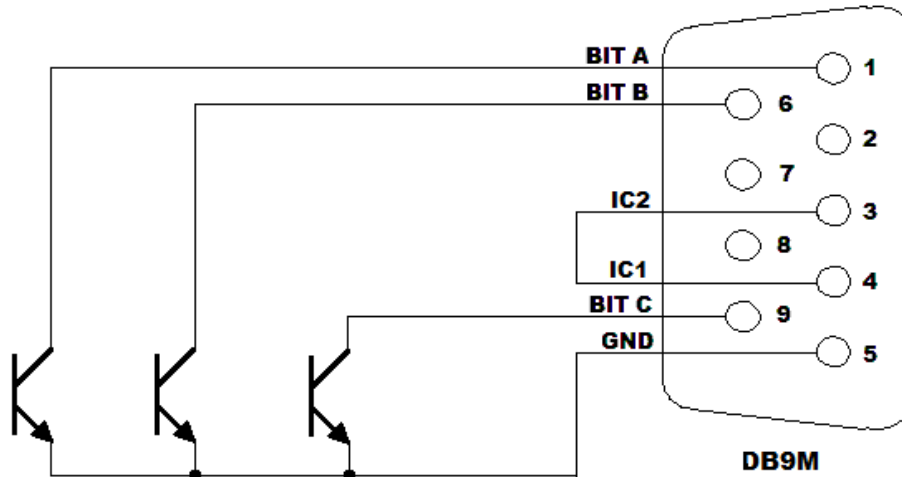 BIT A 1
BIT B 6
2
7
IC2 3
8
IC1 4
BIT C 9
GND 5
DB9M